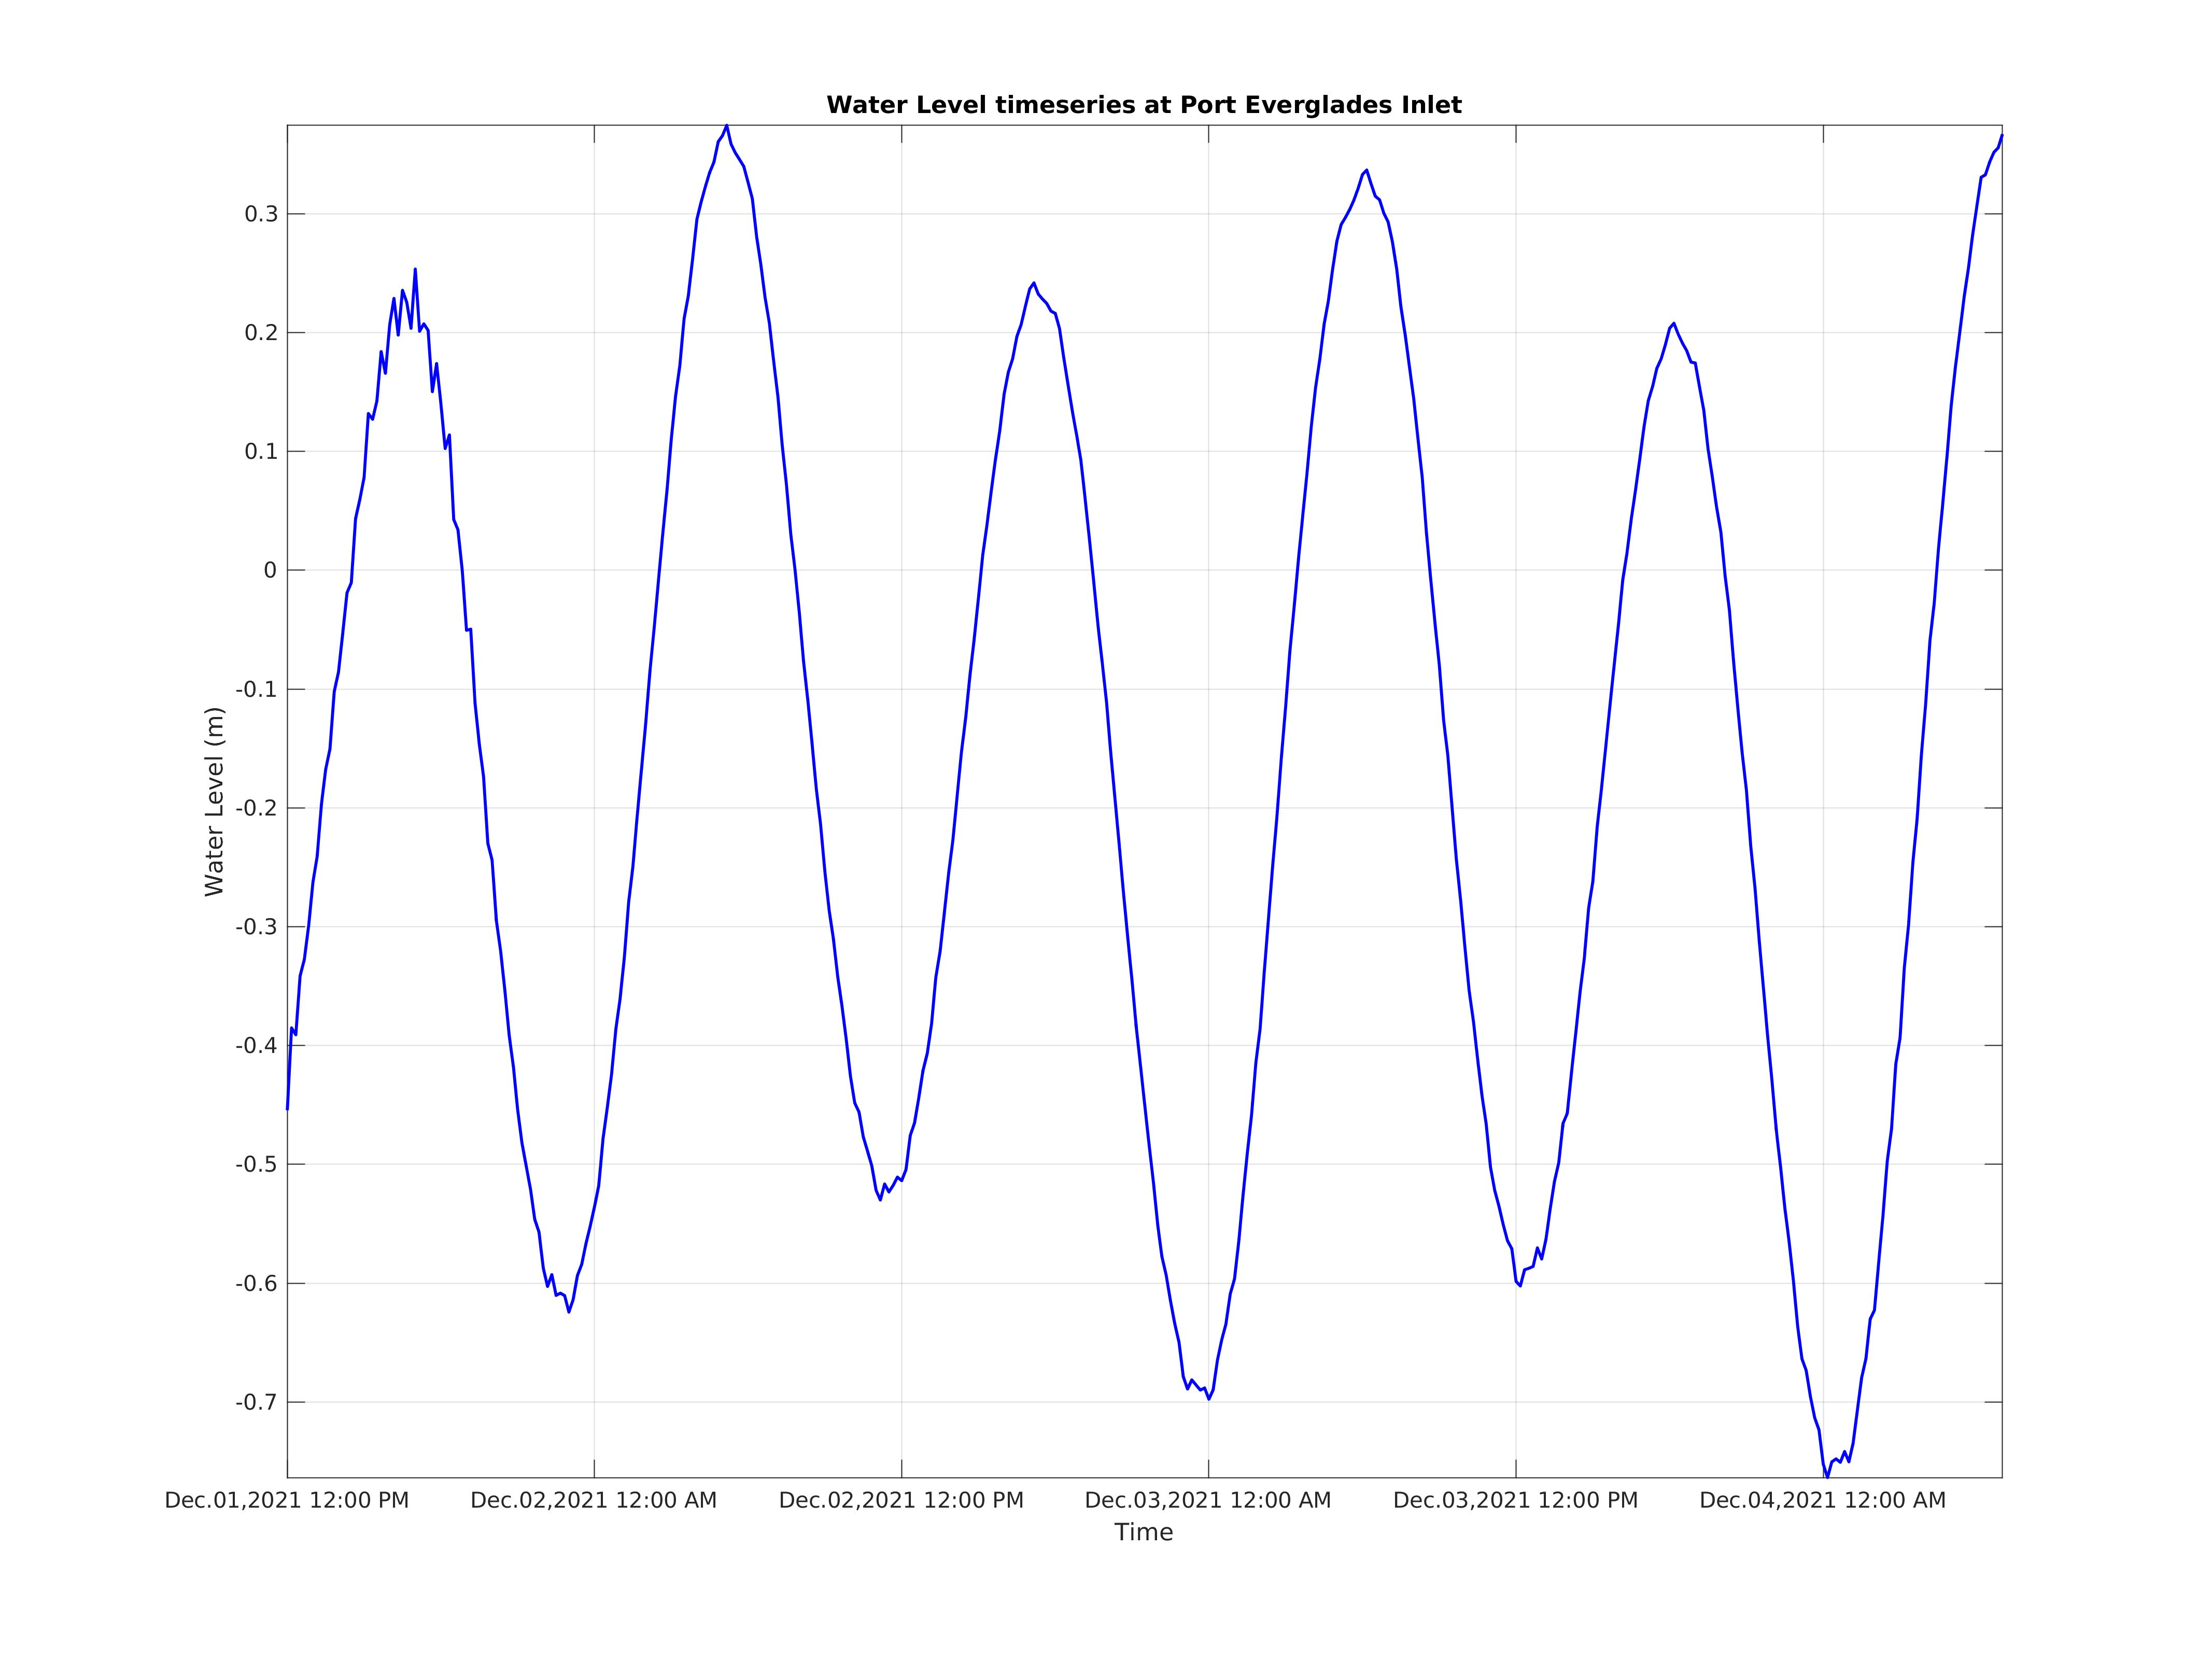 Water Level timeseries at Port Everglades Inlet
0.3
0.2
0.1
0
-0.1
-0.2
-0.3
-0.4
-0.5
-0.6
-0.7
Water Level (m)
Dec.01,2021 12:00 PM Dec.02,2021 12:00 AM Dec.02,2021 12:00 PM Dec.03,2021 12:00 AM Dec.03,2021 12:00 PM Dec.04,2021 12:00 AM
Time